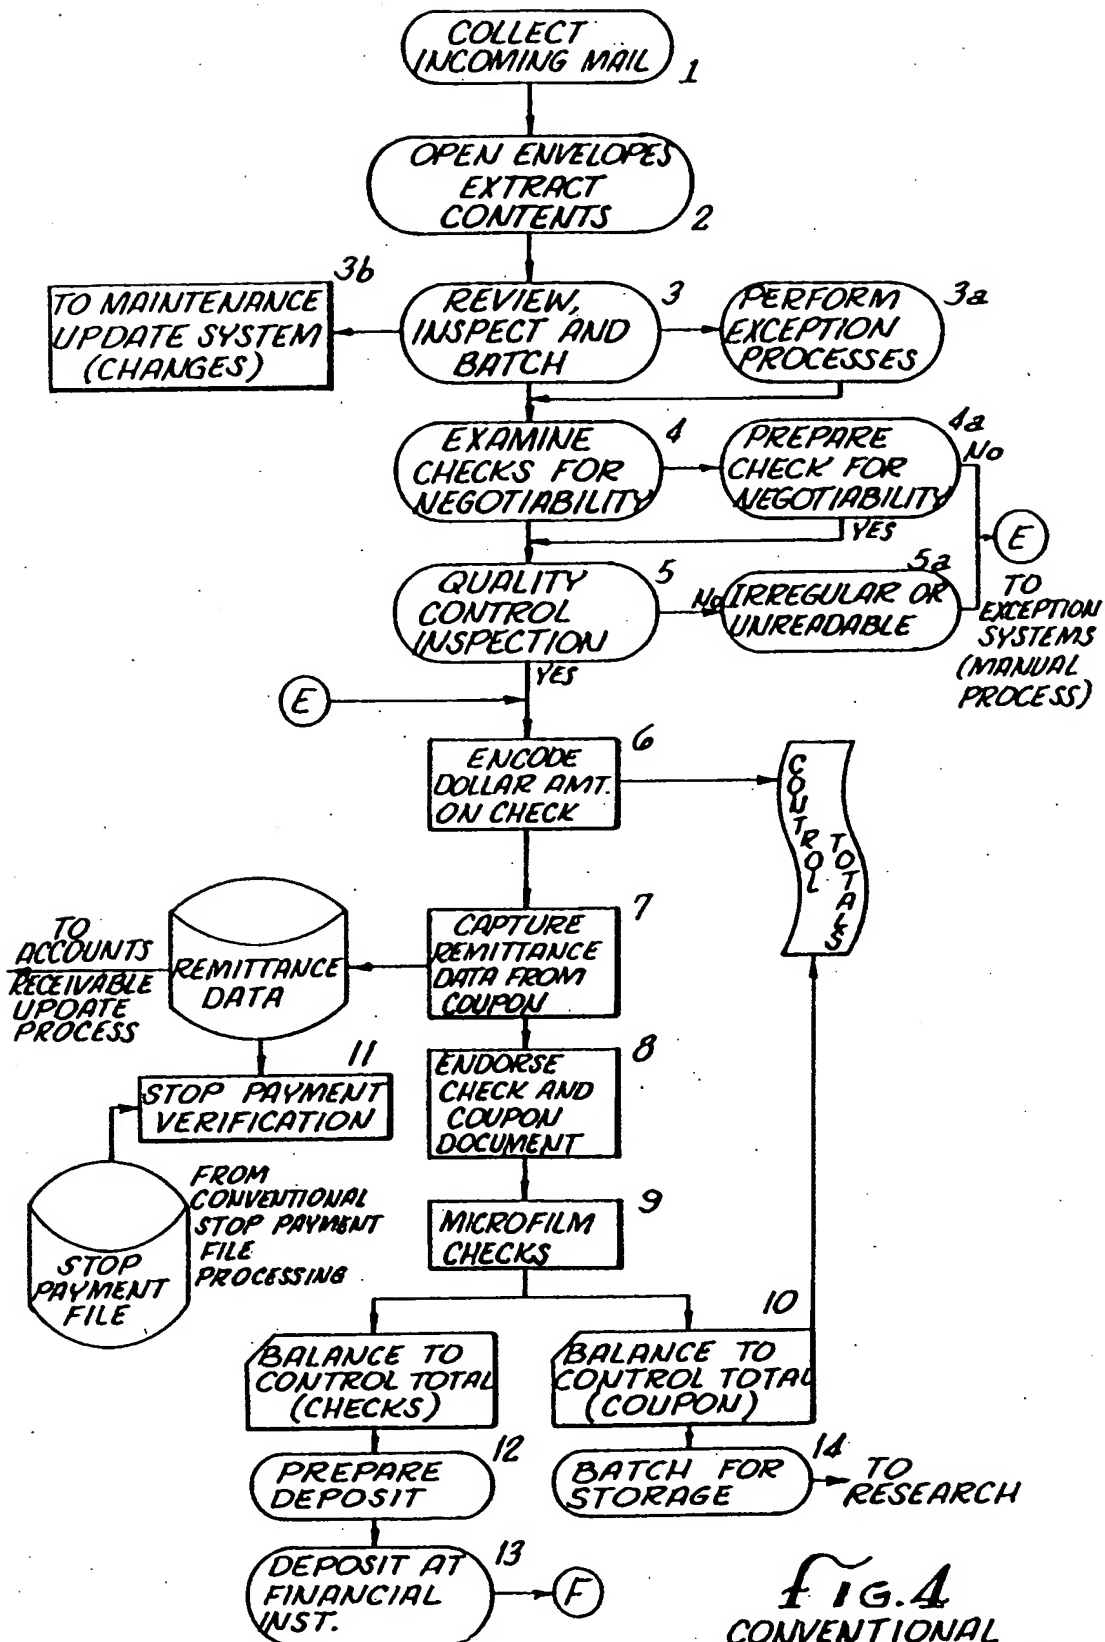 COLLECT
INCOMING MAIL
1
OPEN ENVELOPES
EXTRACT
CONTENTS
2
3b
TO MAINTENANCE
UPDATE SYSTEM
(CHANGES)
REVIEW,
INSPECT AND
BATCH
3
PERFORM
EXCEPTION
PROCESSES
3a
EXAMINE
CHECKS FOR
NEGOTIABILITY
4
PREPARE
CHECK FOR
NEGOTIABILITY
4a
No
YES
E
TO
EXCEPTION
SYSTEMS
(MANUAL
PROCESS)
QUALITY
CONTROL
INSPECTION
5
No
IRREGULAR OR
UNREADABLE
5a
YES
E
ENCODE
DOLLAR AMT.
ON CHECK
6
CONTROL
TOTALS
CAPTURE
REMITTANCE
DATA FROM
COUPON
7
REMITTANCE
DATA
TO
ACCOUNTS
RECEIVABLE
UPDATE
PROCESS
ENDORSE
CHECK AND
COUPON
DOCUMENT
8
11
STOP PAYMENT
VERIFICATION
STOP
PAYMENT
FILE
FROM
CONVENTIONAL
STOP PAYMENT
FILE
PROCESSING
MICROFILM
CHECKS
9
BALANCE TO
CONTROL TOTAL
(CHECKS)
10
BALANCE TO
CONTROL TOTAL
(COUPON)
PREPARE
DEPOSIT
12
BATCH FOR
STORAGE
14
TO
RESEARCH
DEPOSIT AT
FINANCIAL
INST.
13
F
FIG.4
CONVENTIONAL